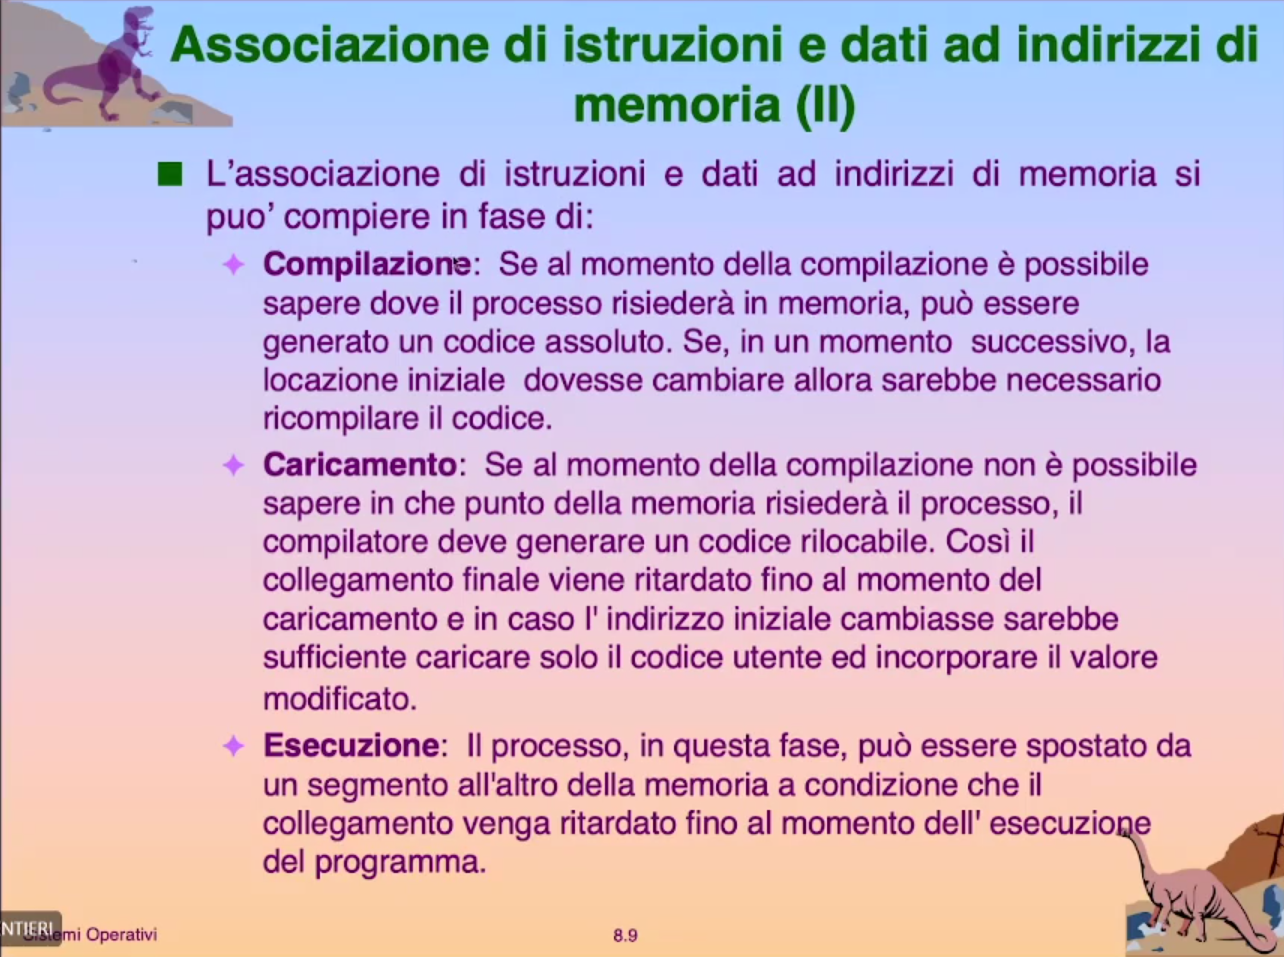 Associazione di istruzioni e dati ad indirizzi di
memoria (II)
L'associazione di istruzioni e dati ad indirizzi di memoria si
puo' compiere in fase di:
Compilazione: Se al momento della compilazione è possibile
sapere dove il processo risiederà in memoria, può essere
generato un codice assoluto. Se, in un momento successivo, la
locazione iniziale dovesse cambiare allora sarebbe necessario
ricompilare il codice.
Caricamento: Se al momento della compilazione non è possibile
sapere in che punto della memoria risiederà il processo, il
compilatore deve generare un codice rilocabile. Così il
collegamento finale viene ritardato fino al momento del
caricamento e in caso l' indirizzo iniziale cambiasse sarebbe
sufficiente caricare solo il codice utente ed incorporare il valore
modificato.
Esecuzione: Il processo, in questa fase, può essere spostato da
un segmento all'altro della memoria a condizione che il
collegamento venga ritardato fino al momento dell' esecuzione
del programma.
NTIERI
Sistemi Operativi
8.9